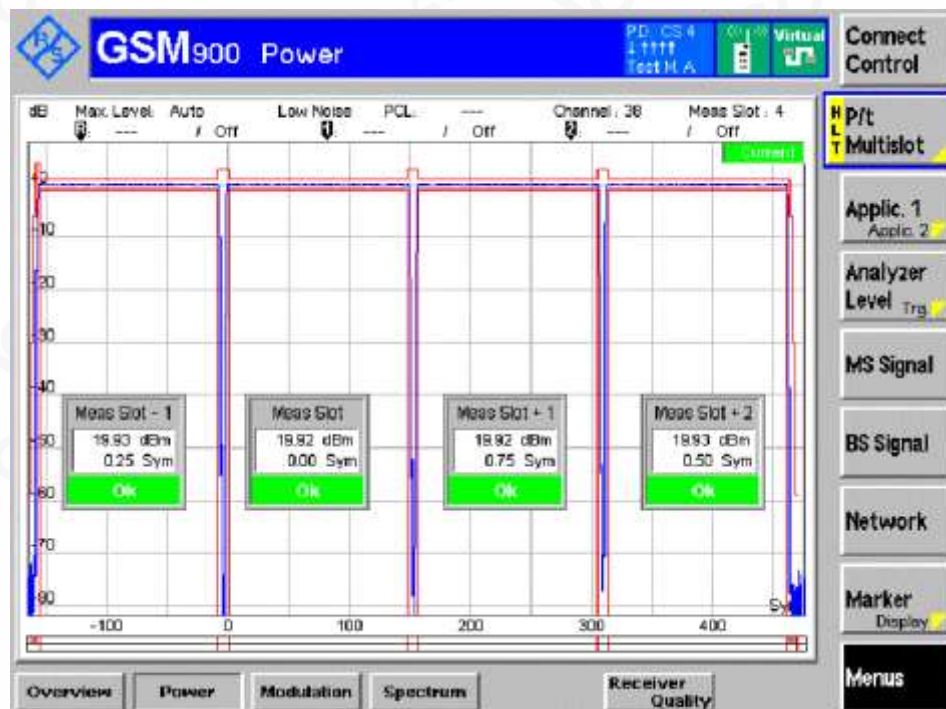 R S
GSM900 Power
PD: CS 4
Test M. A
Virtual
Connect Control
dB Max. Level: Auto Low Noise PCL: --- Channel: 38 Meas Slot: 4
--- / Off 1: --- / Off 2: --- / Off
Current
H L T
P/t Multislot
Applic. 1
Applic. 2
Analyzer Level
Trg.
MS Signal
BS Signal
Network
Marker
Display
Menus
-10
-20
-30
-40
-50
-60
-70
Meas Slot - 1
19.93 dBm
0.25 Sym
Ok
Meas Slot
19.92 dBm
0.00 Sym
Ok
Meas Slot + 1
19.92 dBm
0.75 Sym
Ok
Meas Slot + 2
19.93 dBm
0.50 Sym
Ok
-100 0 100 200 300 400
Overview
Power
Modulation
Spectrum
Receiver Quality